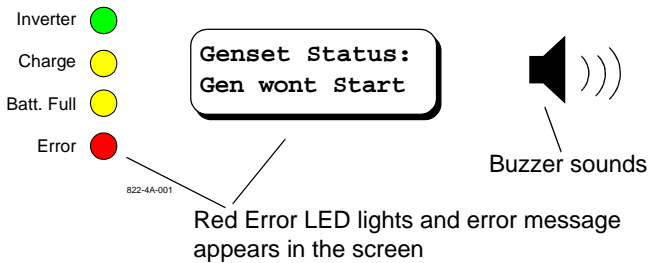 Inverter
Charge
Batt. Full
Error
Genset Status:
Gen wont Start
Buzzer sounds
822-4A-001
Red Error LED lights and error message
appears in the screen